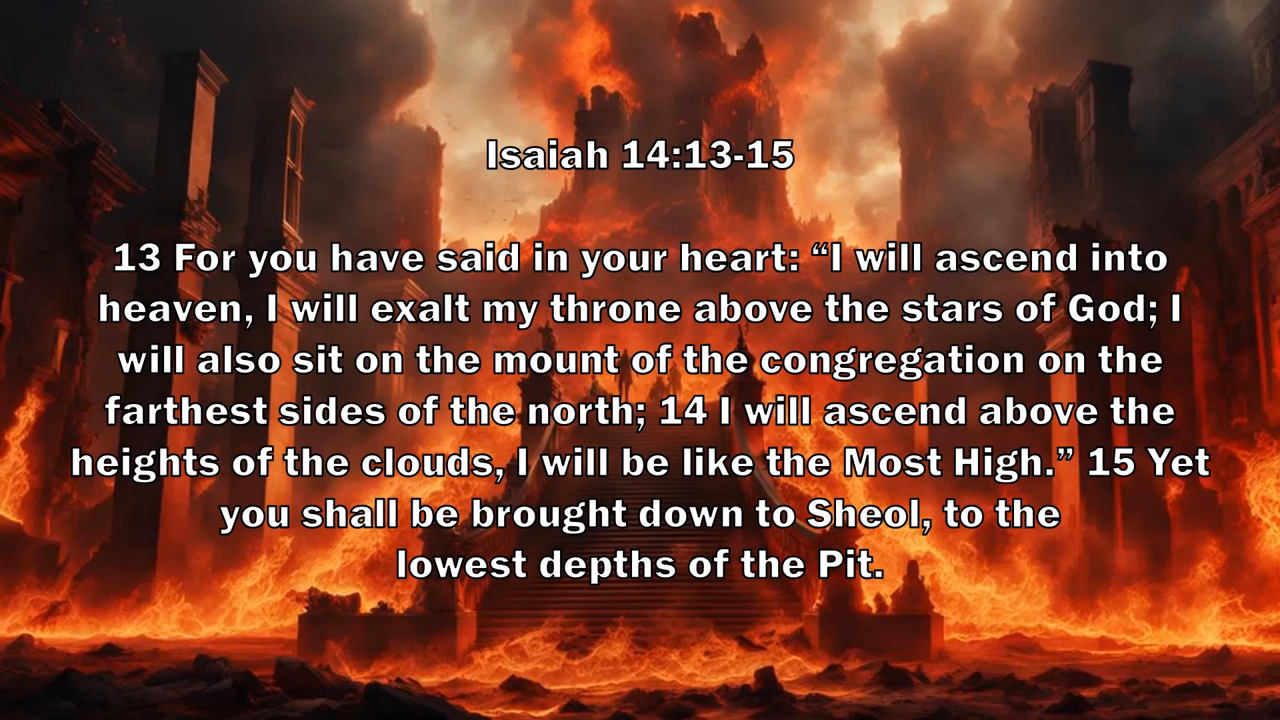 Isaiah 14:13-15
13 For you have said in your heart: “I will ascend into
heaven, I will exalt my throne above the stars of God; I
will also sit on the mount of the congregation on the
farthest sides of the north; 14 I will ascend above the
heights of the clouds, I will be like the Most High.” 15 Yet
you shall be brought down to Sheol, to the
lowest depths of the Pit.